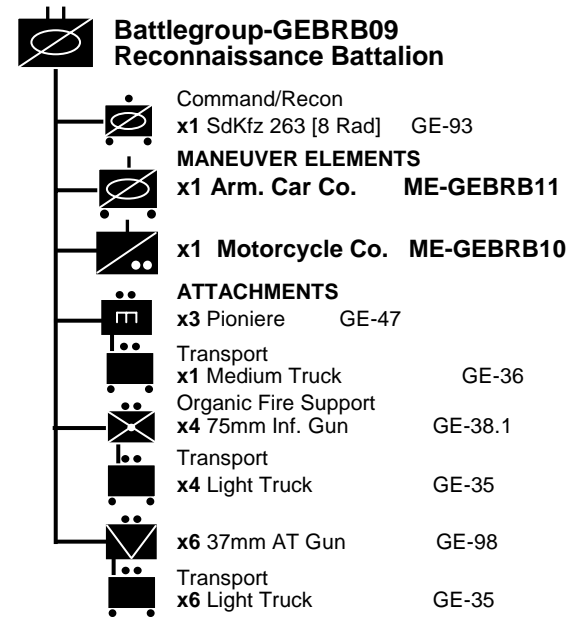 Battlegroup-GEBRB09
Reconnaissance Battalion
Command/Recon
x1 SdKfz 263 [8 Rad] GE-93
MANEUVER ELEMENTS
x1 Arm. Car Co. ME-GEBRB11
x1 Motorcycle Co. ME-GEBRB10
ATTACHMENTS
x3 Pioniere GE-47
Transport
x1 Medium Truck GE-36
Organic Fire Support
x4 75mm Inf. Gun GE-38.1
Transport
x4 Light Truck GE-35
x6 37mm AT Gun GE-98
Transport
x6 Light Truck GE-35